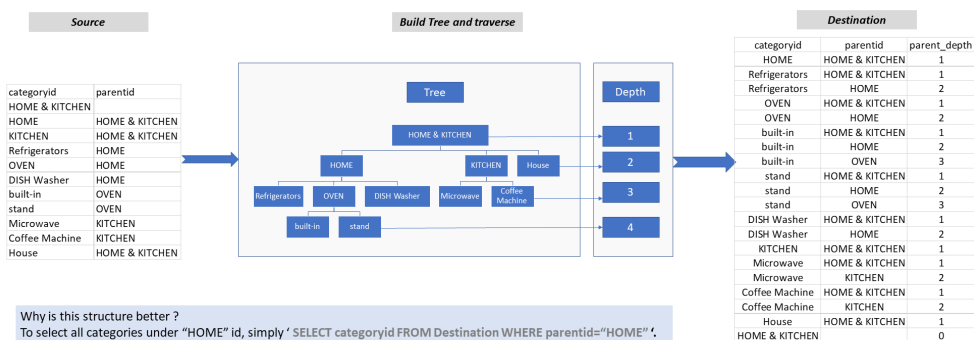 Source
Build Tree and traverse
Destination
categoryid parentid
HOME & KITCHEN
HOME HOME & KITCHEN
KITCHEN HOME & KITCHEN
Refrigerators HOME
OVEN HOME
DISH Washer HOME
built-in OVEN
stand OVEN
Microwave KITCHEN
Coffee Machine KITCHEN
House HOME & KITCHEN
Tree
HOME & KITCHEN
HOME KITCHEN House
Refrigerators OVEN DISH Washer Microwave Coffee Machine
built-in stand
Depth
1
2
3
4
categoryid parentid parent_depth
HOME HOME & KITCHEN 1
Refrigerators HOME & KITCHEN 1
Refrigerators HOME 2
OVEN HOME & KITCHEN 1
OVEN HOME 2
built-in HOME & KITCHEN 1
built-in HOME 2
built-in OVEN 3
stand HOME & KITCHEN 1
stand HOME 2
stand OVEN 3
DISH Washer HOME & KITCHEN 1
DISH Washer HOME 2
KITCHEN HOME & KITCHEN 1
Microwave HOME & KITCHEN 1
Microwave KITCHEN 2
Coffee Machine HOME & KITCHEN 1
Coffee Machine KITCHEN 2
House HOME & KITCHEN 1
HOME & KITCHEN 0
Why is this structure better ?
To select all categories under “HOME” id, simply ‘ SELECT categoryid FROM Destination WHERE parentid=“HOME” ‘.